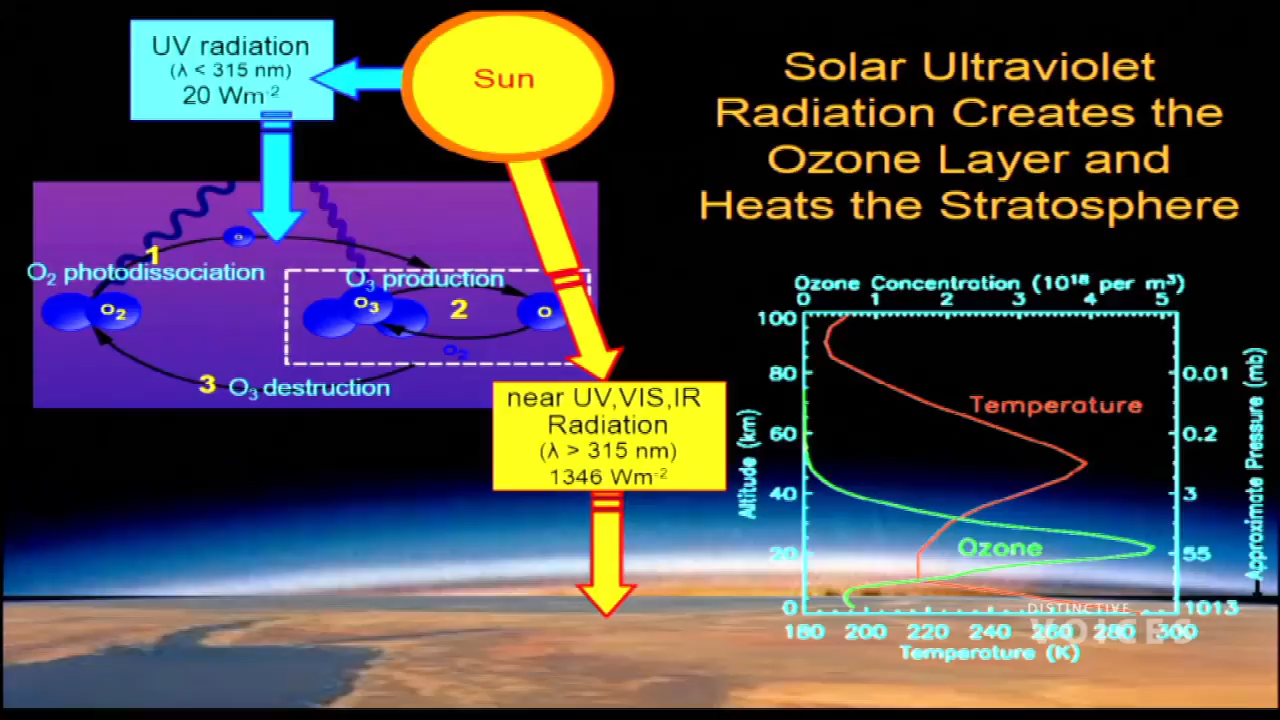 Solar Ultraviolet
Radiation Creates the
Ozone Layer and
Heats the Stratosphere
UV radiation
(λ < 315 nm)
20 Wm⁻²
Sun
1
O₂ photodissociation
O
O₂
O₃ production
O₃
2
O
O₂
3 O₃ destruction
near UV,VIS,IR
Radiation
(λ > 315 nm)
1346 Wm⁻²
Ozone Concentration (10¹⁸ per m³)
0 1 2 3 4 5
100
80
60
40
20
0
Altitude (km)
Temperature
Ozone
0.01
0.2
3
55
1013
Approximate Pressure (mb)
180 200 220 240 260 280 300
Temperature (K)
DISTINCTIVE
VOICES